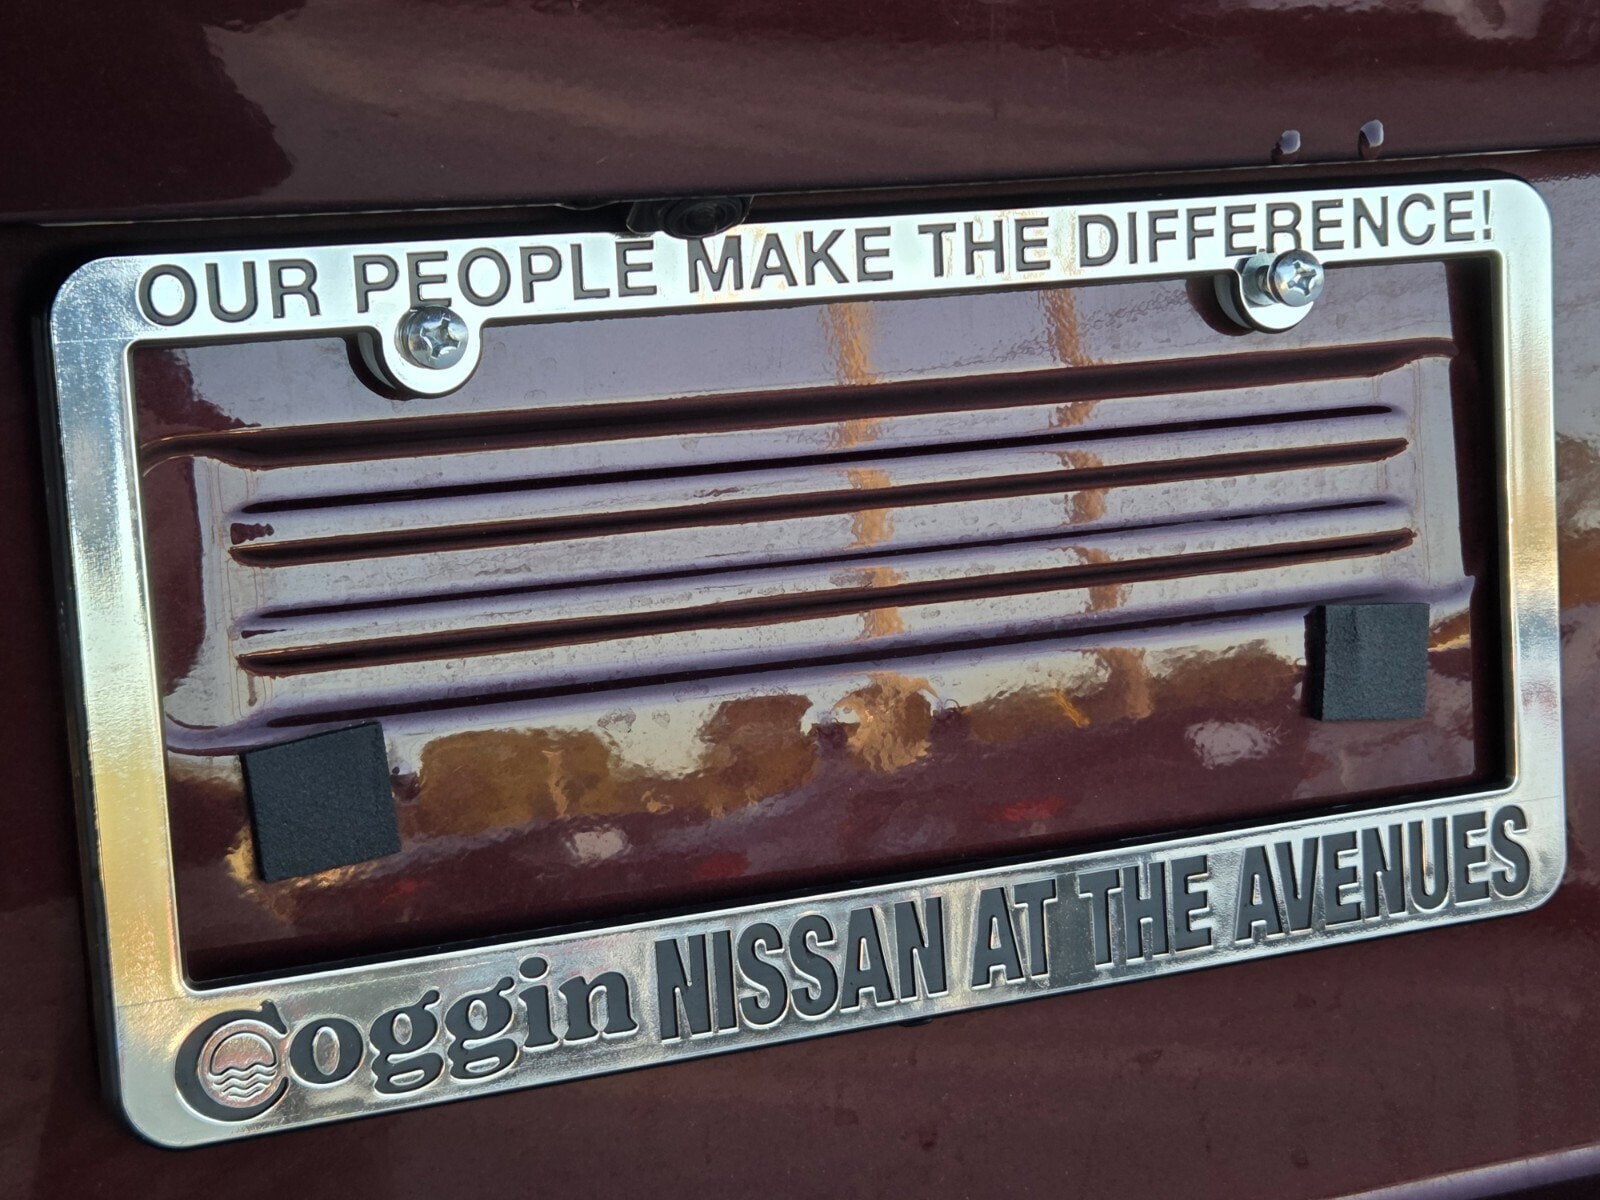 OUR PEOPLE MAKE THE DIFFERENCE!
Coggin NISSAN AT THE AVENUES